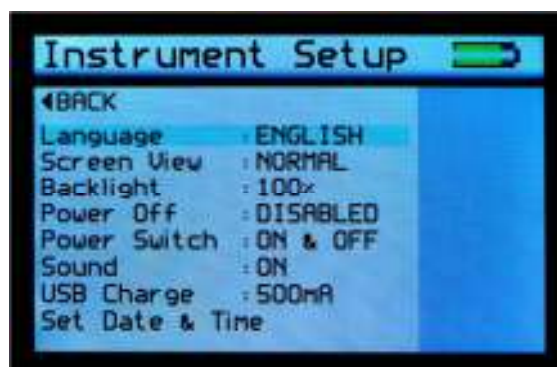 Instrument Setup
◀BACK
Language :ENGLISH
Screen View :NORMAL
Backlight :100%
Power Off :DISABLED
Power Switch :ON & OFF
Sound :ON
USB Charge :500mA
Set Date & Time